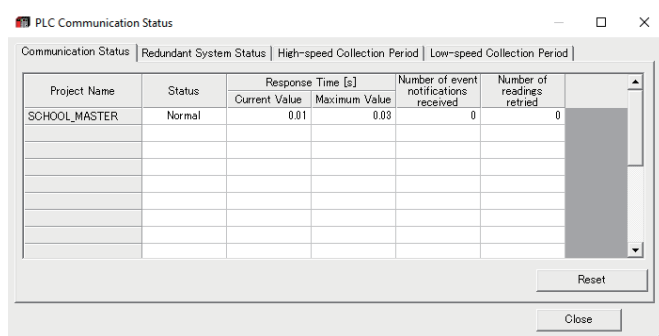 PLC Communication Status
Communication Status Redundant System Status High-speed Collection Period Low-speed Collection Period
Project Name Status Response Time [s] Number of event notifications received Number of readings retried
Current Value Maximum Value
SCHOOL_MASTER Normal 0.01 0.03 0 0
Reset
Close